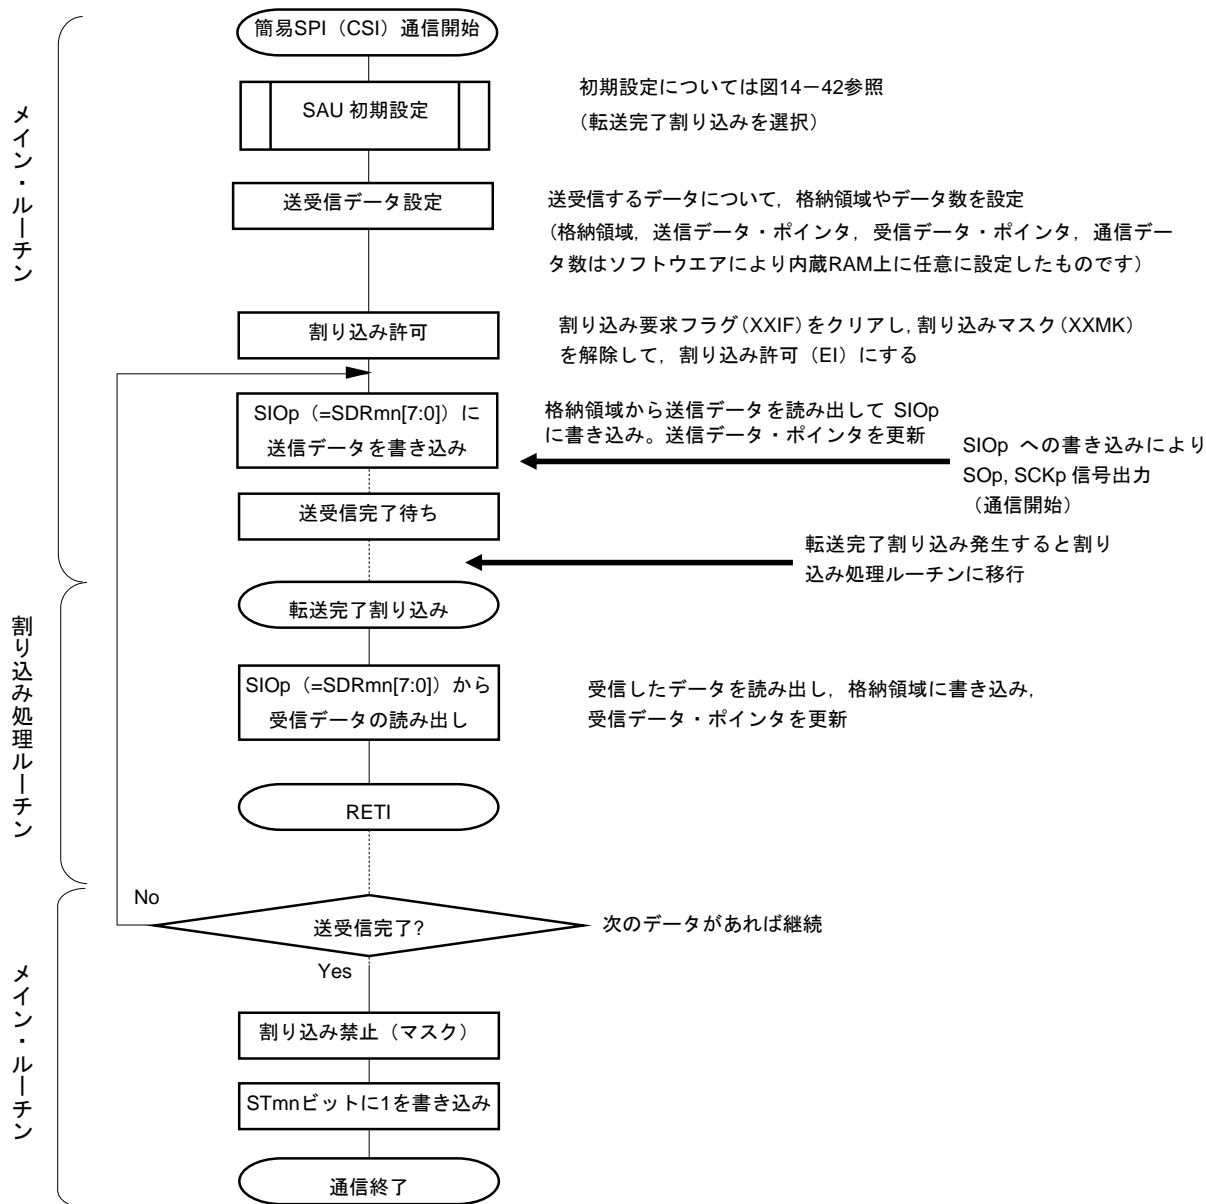 簡易SPI（CSI）通信開始
SAU 初期設定
初期設定については図14－42参照
（転送完了割り込みを選択）
メイン・ルーチン
送受信データ設定
送受信するデータについて，格納領域やデータ数を設定
（格納領域，送信データ・ポインタ，受信データ・ポインタ，通信デー
タ数はソフトウエアにより内蔵RAM上に任意に設定したものです）
割り込み許可
割り込み要求フラグ（XXIF）をクリアし，割り込みマスク（XXMK）
を解除して，割り込み許可（EI）にする
SIOp（=SDRmn[7:0]）に
送信データを書き込み
格納領域から送信データを読み出して SIOp
に書き込み。送信データ・ポインタを更新
SIOp への書き込みにより
SOp, SCKp 信号出力
（通信開始）
送受信完了待ち
転送完了割り込み発生すると割り
込み処理ルーチンに移行
割り込み処理ルーチン
転送完了割り込み
SIOp（=SDRmn[7:0]）から
受信データの読み出し
受信したデータを読み出し，格納領域に書き込み，
受信データ・ポインタを更新
RETI
No
送受信完了?
次のデータがあれば継続
Yes
メイン・ルーチン
割り込み禁止（マスク）
STmnビットに1を書き込み
通信終了